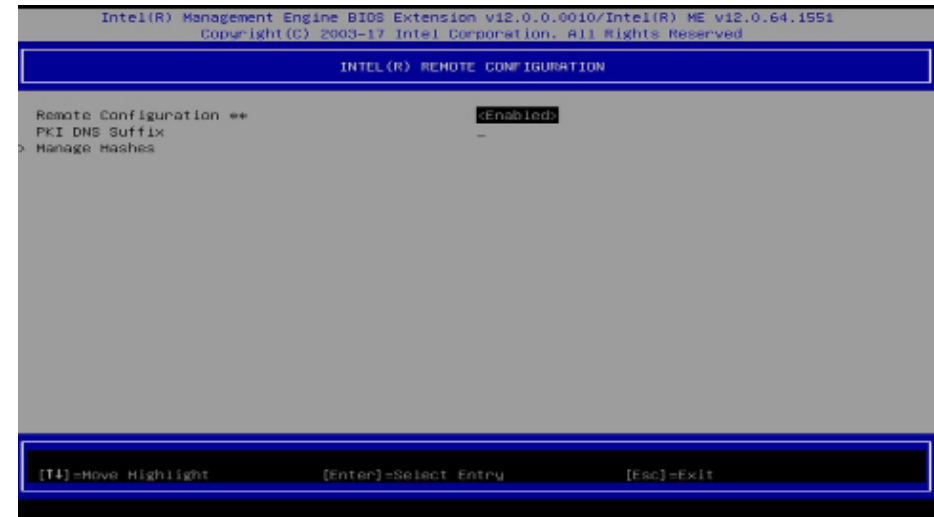 Intel(R) Management Engine BIOS Extension v12.0.0.0010/Intel(R) ME v12.0.64.1551
Copyright(C) 2003-17 Intel Corporation. All Rights Reserved
INTEL(R) REMOTE CONFIGURATION
Remote Configuration ** <Enabled>
PKI DNS Suffix _
> Manage Hashes
[↑↓]=Move Highlight [Enter]=Select Entry [Esc]=Exit